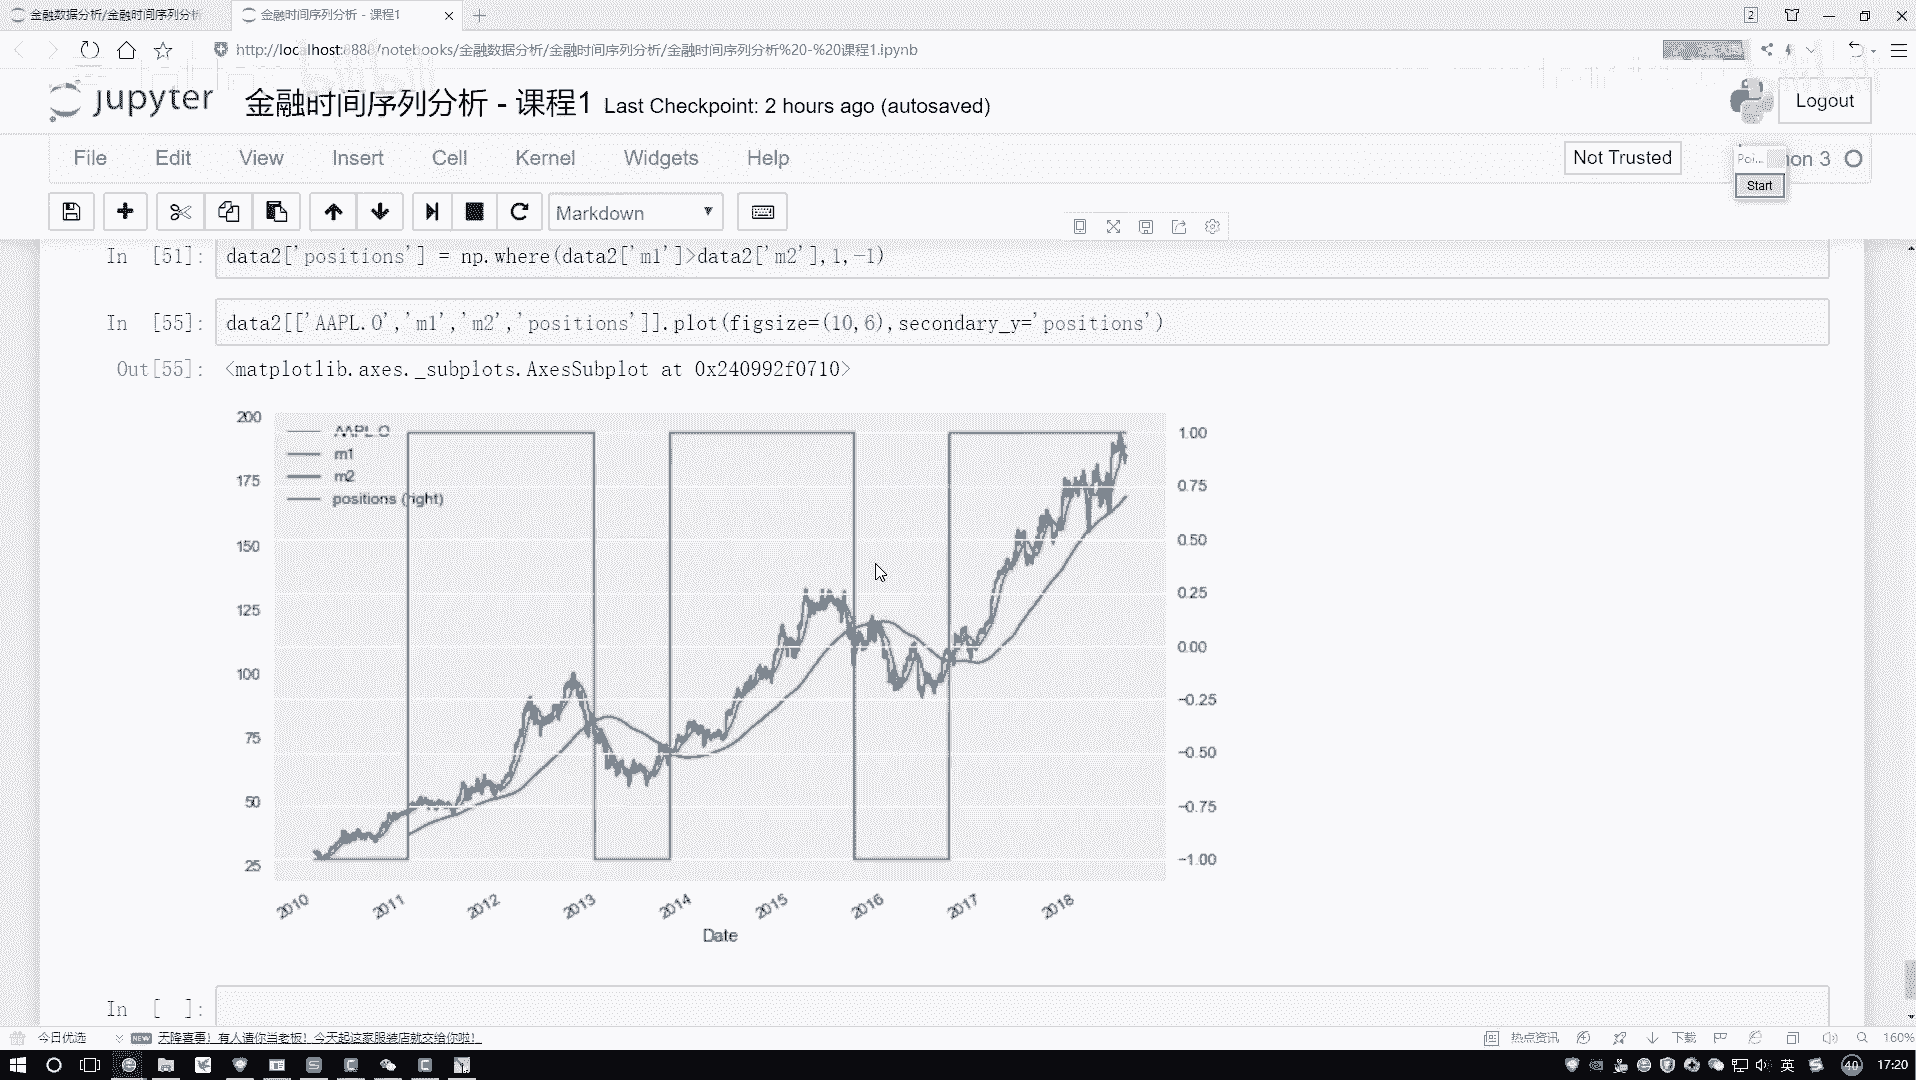 金融数据分析/金融时间序列分析
金融时间序列分析 - 课程1
2
http://localhost:8888/notebooks/金融数据分析/金融时间序列分析/金融时间序列分析%20-%20课程1.ipynb
jupyter 金融时间序列分析 - 课程1 Last Checkpoint: 2 hours ago (autosaved)
Logout
File Edit View Insert Cell Kernel Widgets Help
Not Trusted
Poi... hon 3
Start
Markdown
In [51]: data2['positions'] = np.where(data2['m1']>data2['m2'],1,-1)
In [55]: data2[['AAPL.O','m1','m2','positions']].plot(figsize=(10,6),secondary_y='positions')
Out[55]: <matplotlib.axes._subplots.AxesSubplot at 0x240992f0710>
200
175
150
125
100
75
50
25
AAPL.O
m1
m2
positions (right)
1.00
0.75
0.50
0.25
0.00
−0.25
−0.50
−0.75
−1.00
2010 2011 2012 2013 2014 2015 2016 2017 2018
Date
In [ ]:
今日优选 NEW 天降喜事！有人请你当老板！今天起这家服装店就交给你啦！
热点资讯 下载 160%
英 40 17:20